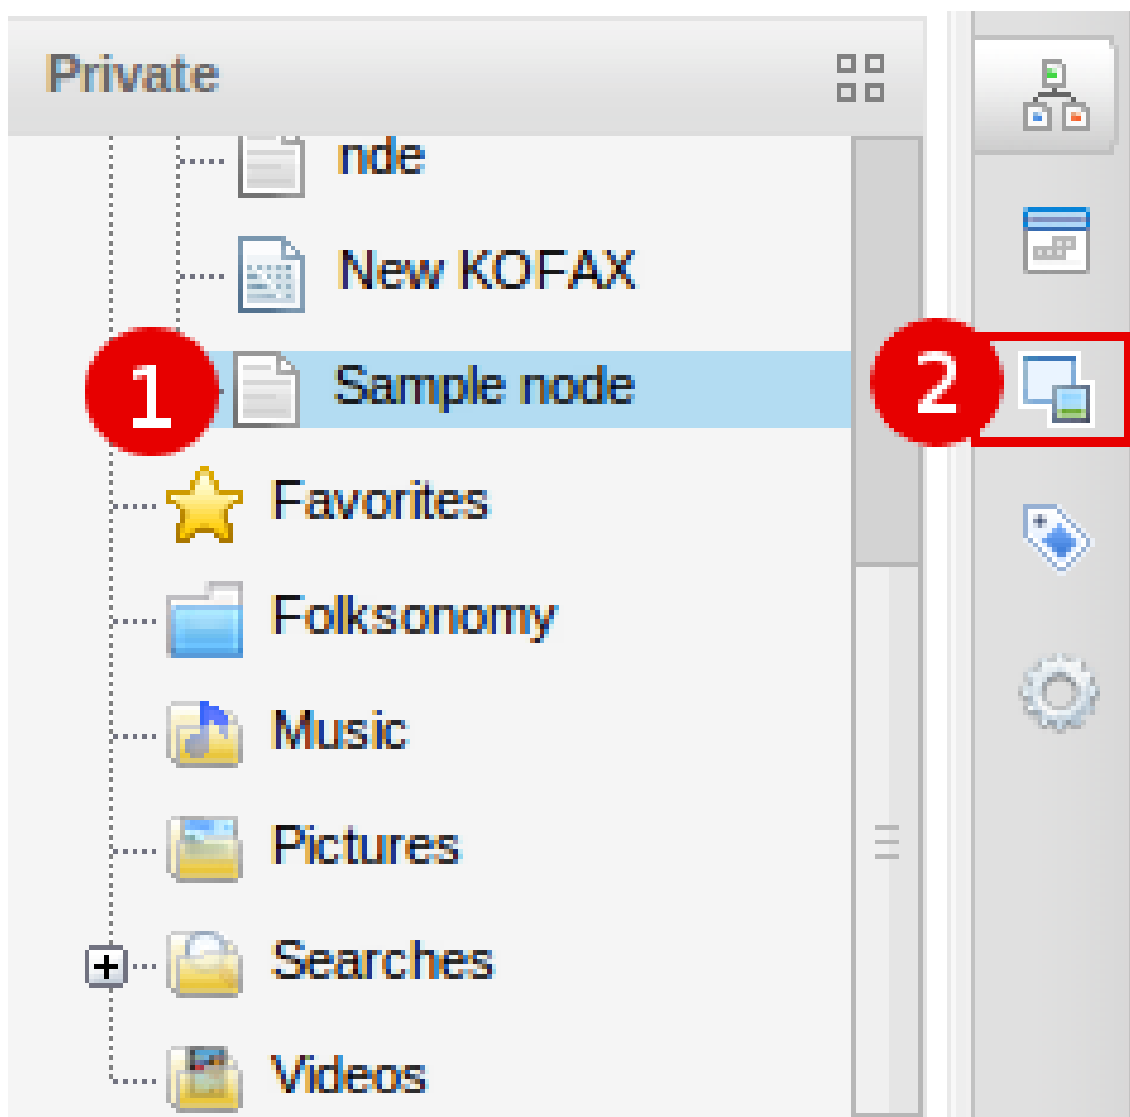 Private
nde
New KOFAX
1 Sample node 2
Favorites
Folksonomy
Music
Pictures
Searches
Videos